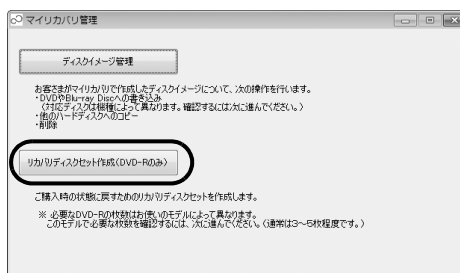 マイリカバリ管理
ディスクイメージ管理
お客さまがマイリカバリで作成したディスクイメージについて、次の操作を行います。
・DVDやBlu-ray Discへの書き込み
（対応ディスクは機種によって異なります。確認するには次に進んでください。）
・他のハードディスクへのコピー
・削除
リカバリディスクセット作成(DVD-Rのみ)
ご購入時の状態に戻すためのリカバリディスクセットを作成します。
※ 必要なDVD-Rの枚数はお使いのモデルによって異なります。
このモデルで必要な枚数を確認するには、次に進んでください。（通常は3～5枚程度です。）